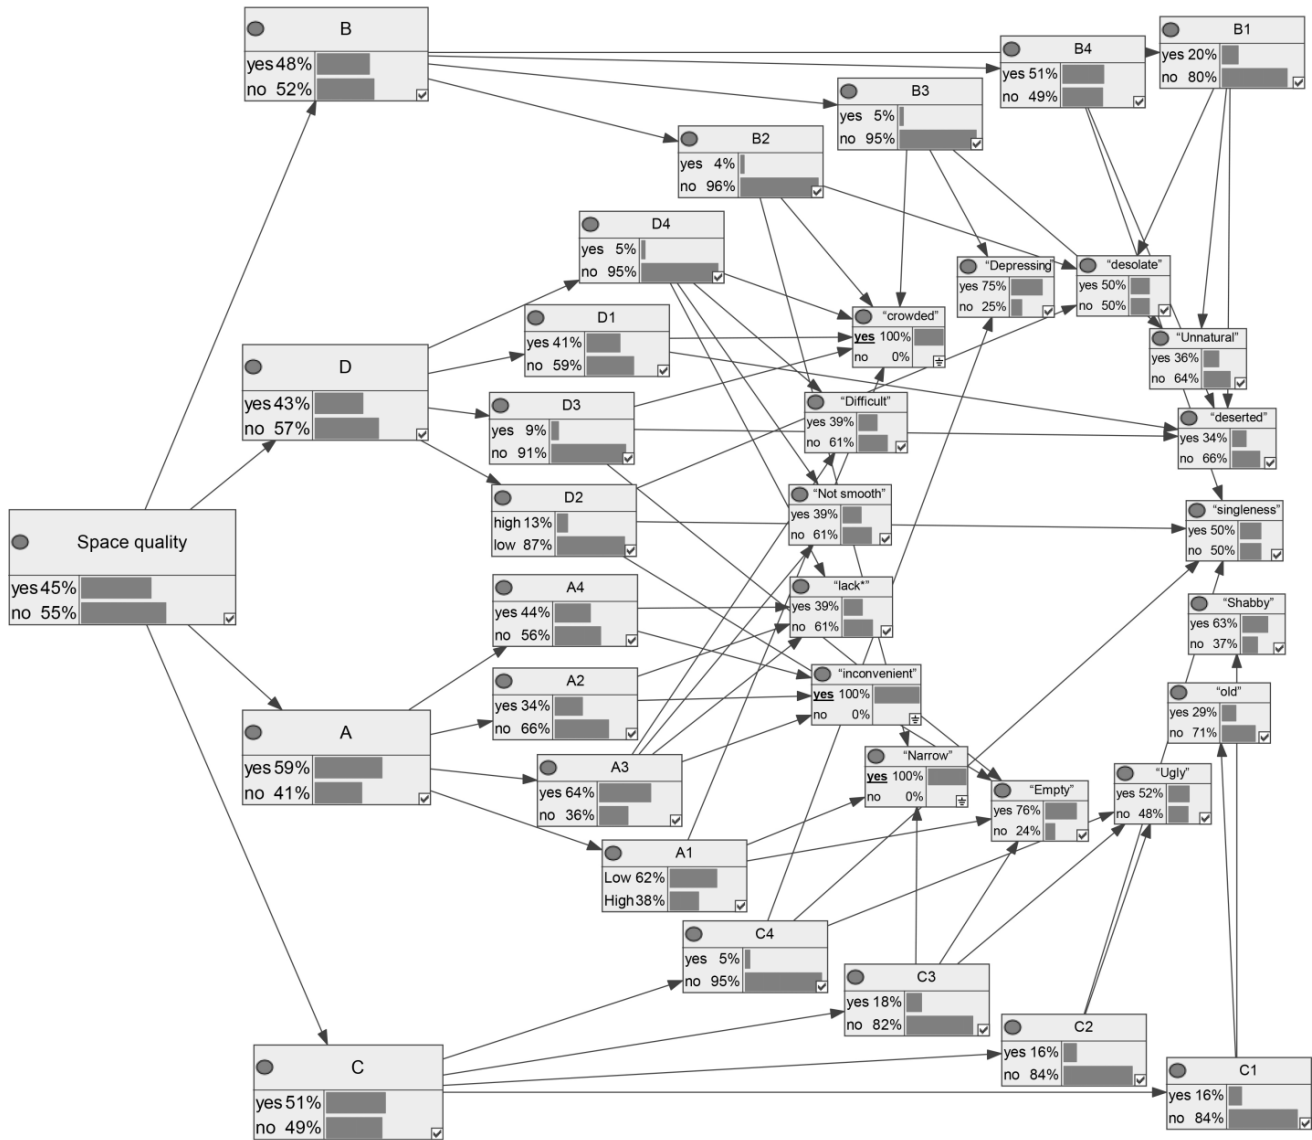 B
yes 48%
no 52%
B1
yes 20%
no 80%
B4
yes 51%
no 49%
B3
yes 5%
no 95%
B2
yes 4%
no 96%
D4
yes 5%
no 95%
"Depressing"
yes 75%
no 25%
"desolate"
yes 50%
no 50%
D1
yes 41%
no 59%
"crowded"
yes 100%
no 0%
"Unnatural"
yes 36%
no 64%
D
yes 43%
no 57%
D3
yes 9%
no 91%
"Difficult"
yes 39%
no 61%
"deserted"
yes 34%
no 66%
D2
high 13%
low 87%
"Not smooth"
yes 39%
no 61%
"singleness"
yes 50%
no 50%
Space quality
yes 45%
no 55%
A4
yes 44%
no 56%
"lack*"
yes 39%
no 61%
"Shabby"
yes 63%
no 37%
A2
yes 34%
no 66%
"inconvenient"
yes 100%
no 0%
"old"
yes 29%
no 71%
A
yes 59%
no 41%
A3
yes 64%
no 36%
"Narrow"
yes 100%
no 0%
"Ugly"
yes 52%
no 48%
"Empty"
yes 76%
no 24%
A1
Low 62%
High 38%
C4
yes 5%
no 95%
C3
yes 18%
no 82%
C2
yes 16%
no 84%
C
yes 51%
no 49%
C1
yes 16%
no 84%